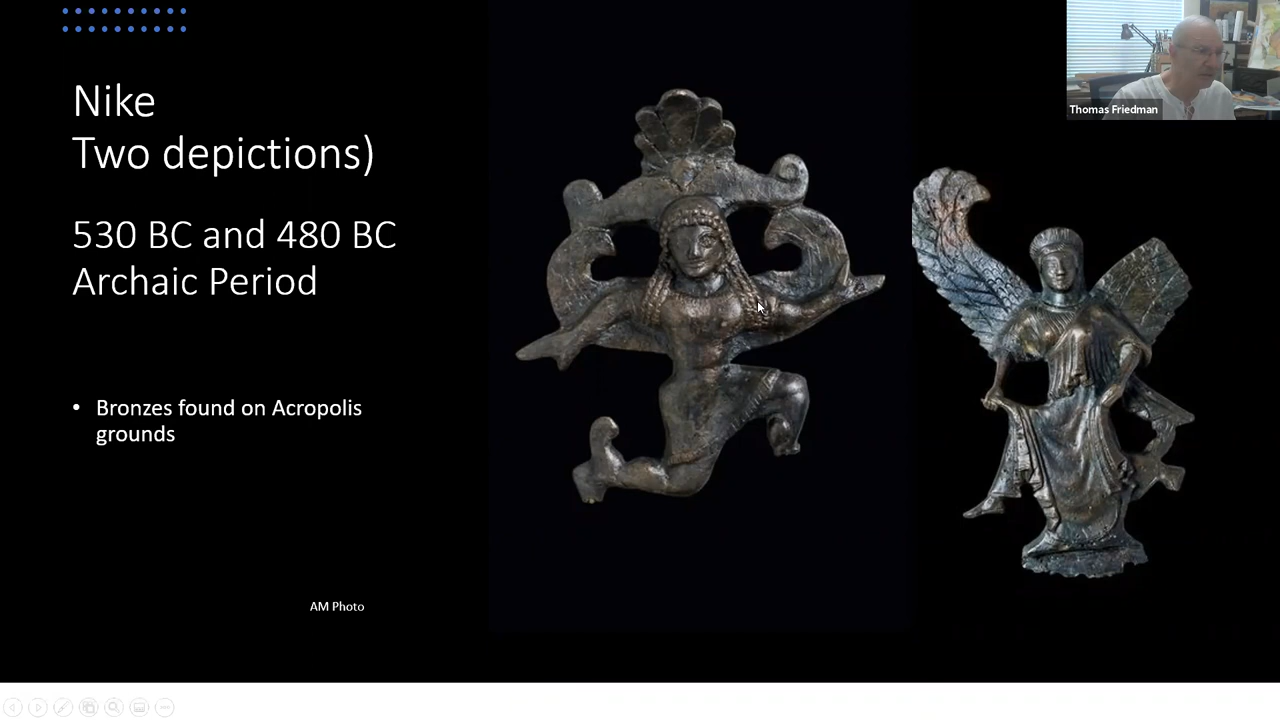 Nike
Two depictions)
530 BC and 480 BC
Archaic Period
• Bronzes found on Acropolis
grounds
AM Photo
Thomas Friedman